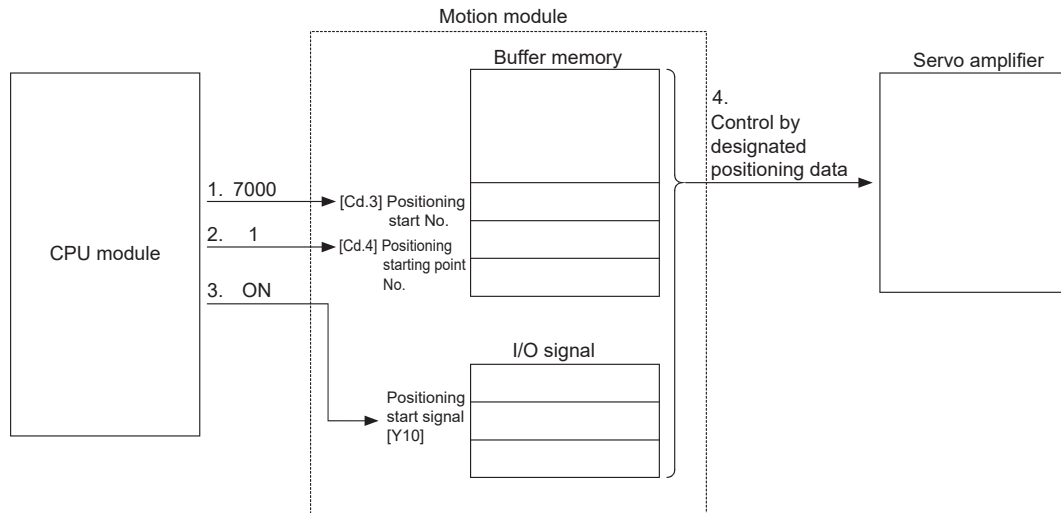 Motion module
Buffer memory
Servo amplifier
4.
Control by
designated
positioning data
1. 7000
[Cd.3] Positioning
start No.
CPU module
2. 1
[Cd.4] Positioning
starting point
No.
3. ON
I/O signal
Positioning
start signal
[Y10]